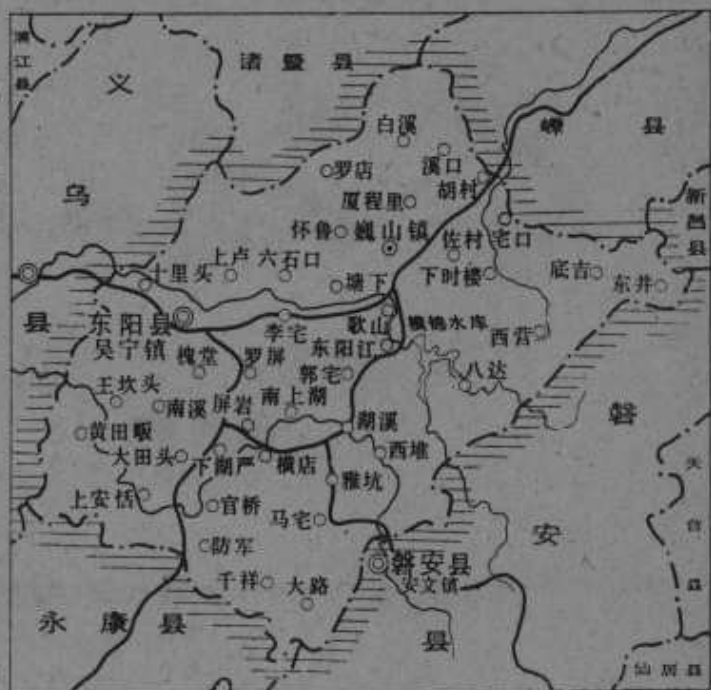 浦江县
诸暨县
义
乌
县
嵊县
新昌县
白溪
溪口
罗店
胡村
厦程里
怀鲁
巍山镇
佐村
宅口
上卢
六石口
十里头
塘下
下时楼
底吉
东井
东阳县
吴宁镇
李宅
歌山
横锦水库
西营
东阳江
槐堂
罗屏
郭宅
八达
王坎头
南溪
南上湖
屏岩
湖溪
磐
安
县
黄田畈
大田头
下湖严
横店
西堆
雅坑
天台县
上安恬
官桥
马宅
防军
磐安县
安文镇
千祥
大路
永康县
仙居县